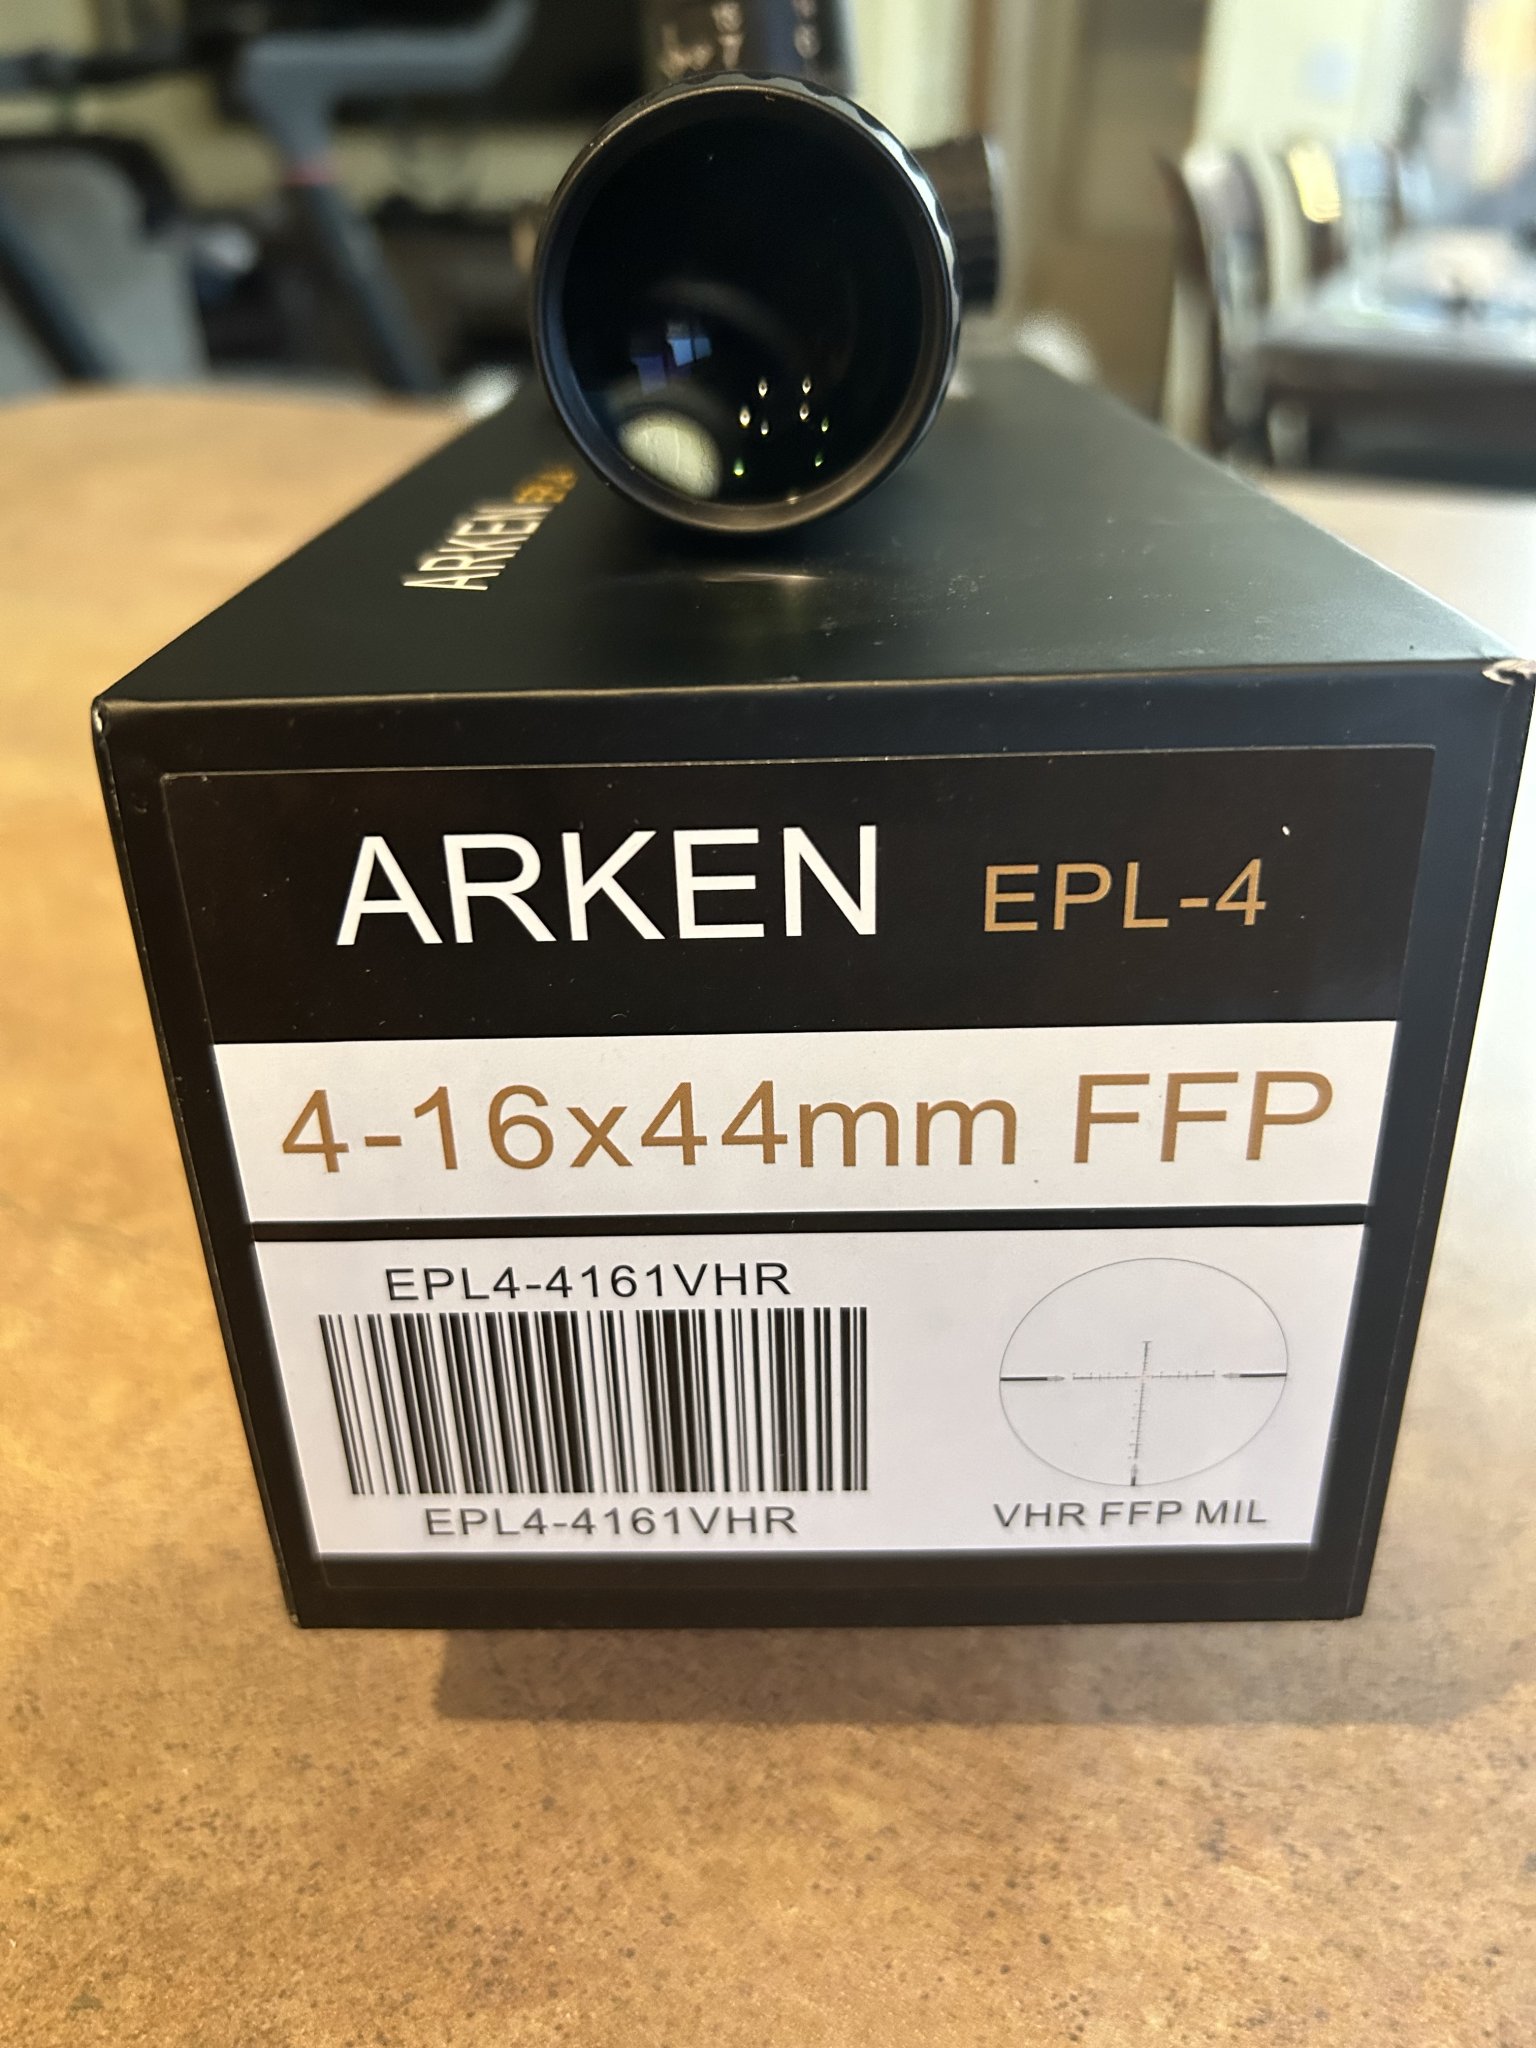 ARKEN
ARKEN EPL-4
4-16x44mm FFP
EPL4-4161VHR
EPL4-4161VHR
VHR FFP MIL